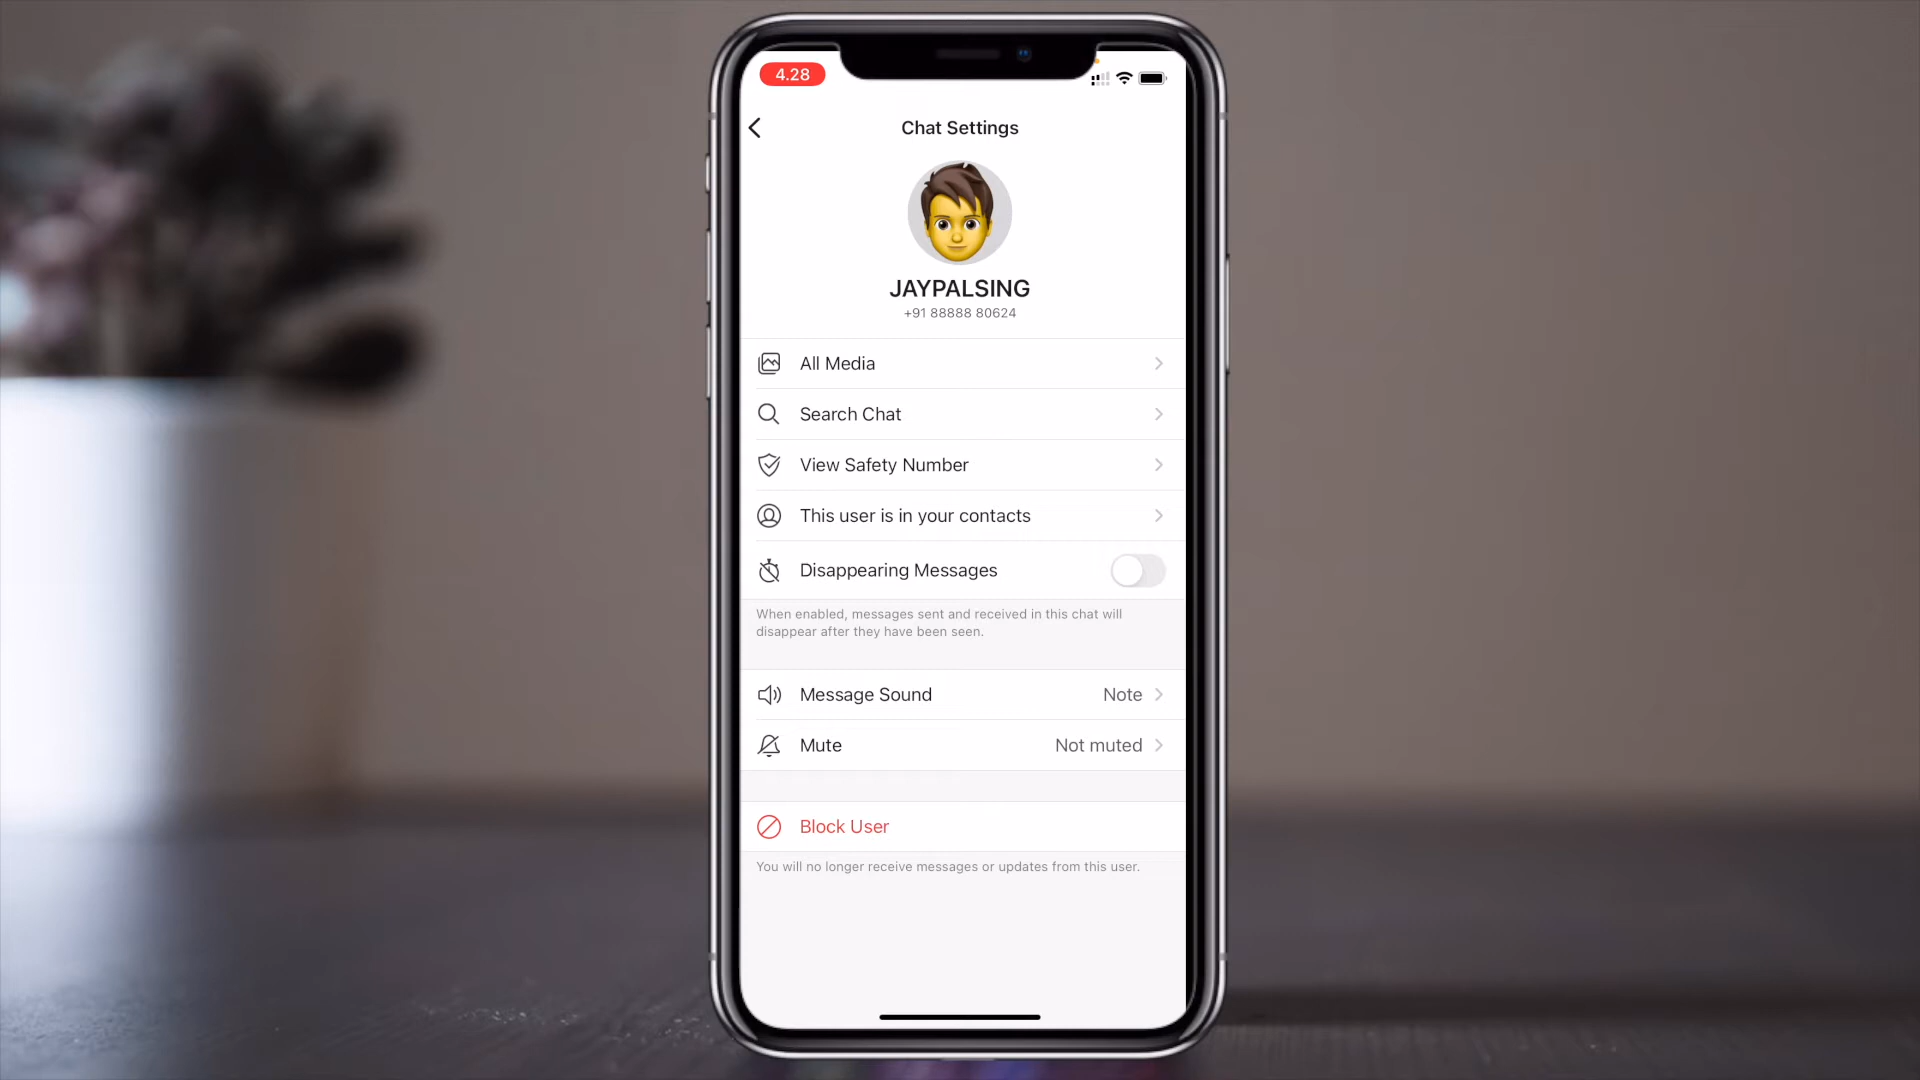 4.28
Chat Settings
JAYPALSING
+91 88888 80624
All Media
Search Chat
View Safety Number
This user is in your contacts
Disappearing Messages
When enabled, messages sent and received in this chat will
disappear after they have been seen.
Message Sound Note
Mute Not muted
Block User
You will no longer receive messages or updates from this user.